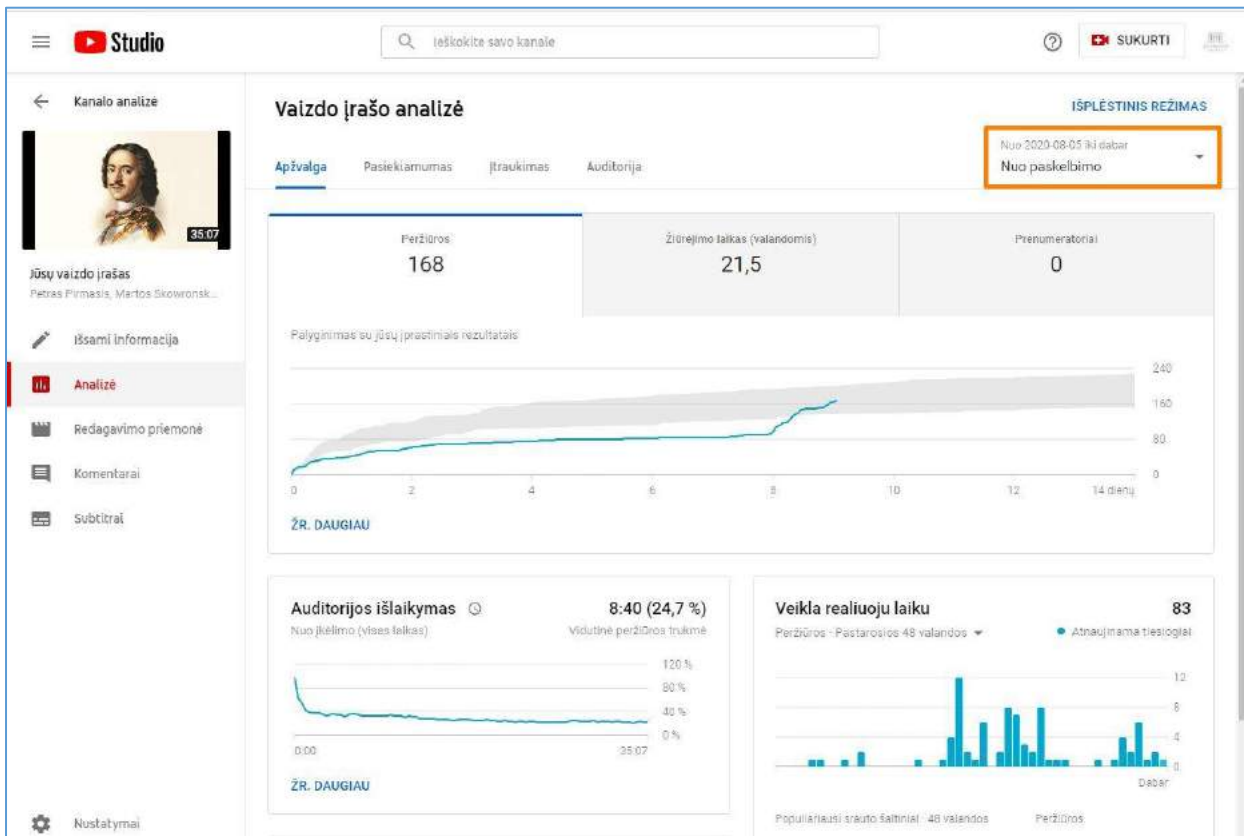 Studio
Ieškokite savo kanale
SUKURTI
Kanalo analizė
35:07
Jūsų vaizdo įrašas
Petras Pirmasis, Martos Skowronsk...
Išsami informacija
Analizė
Redagavimo priemonė
Komentarai
Subtitrai
Nustatymai
Vaizdo įrašo analizė
IŠPLĖSTINIS REŽIMAS
Apžvalga
Pasiekiamumas
Įtraukimas
Auditorija
Nuo 2020-08-05 iki dabar
Nuo paskelbimo
Peržiūros
168
Žiūrėjimo laikas (valandomis)
21,5
Prenumeratoriai
0
Palyginimas su jūsų įprastiniais rezultatais
240
160
80
0
0 2 4 6 8 10 12 14 dienų
ŽR. DAUGIAU
Auditorijos išlaikymas
8:40 (24,7 %)
Nuo įkėlimo (visas laikas)
Vidutinė peržiūros trukmė
120 %
80 %
40 %
0 %
0:00 35:07
ŽR. DAUGIAU
Veikla realiuoju laiku
83
Peržiūros · Pastarosios 48 valandos
Atnaujinama tiesiogiai
12
8
4
0
Dabar
Populiariausi srauto šaltiniai · 48 valandos
Peržiūros